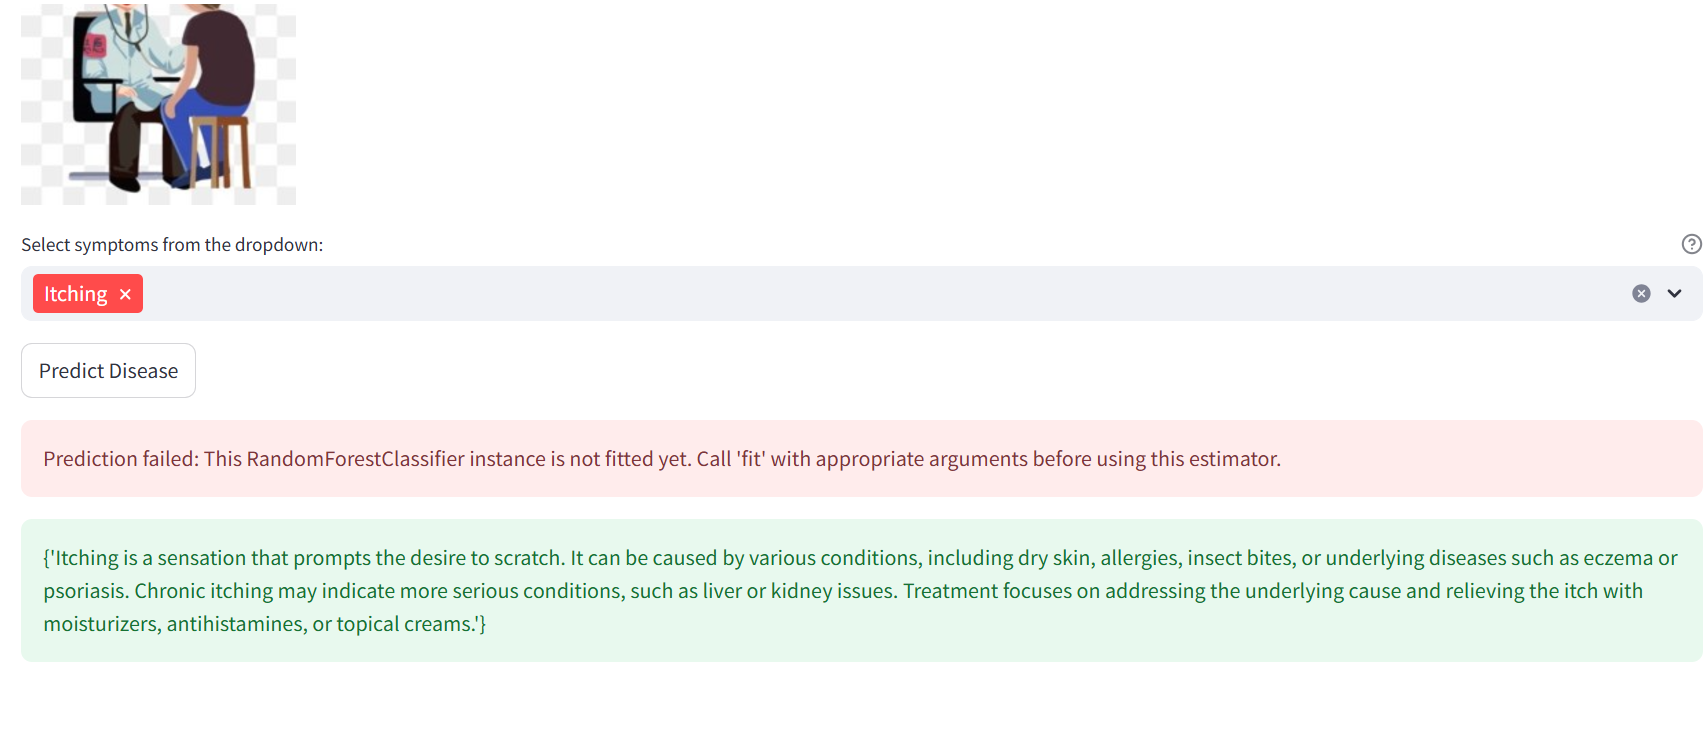 Select symptoms from the dropdown:
Itching ×
Predict Disease
Prediction failed: This RandomForestClassifier instance is not fitted yet. Call 'fit' with appropriate arguments before using this estimator.
{'Itching is a sensation that prompts the desire to scratch. It can be caused by various conditions, including dry skin, allergies, insect bites, or underlying diseases such as eczema or
psoriasis. Chronic itching may indicate more serious conditions, such as liver or kidney issues. Treatment focuses on addressing the underlying cause and relieving the itch with
moisturizers, antihistamines, or topical creams.'}